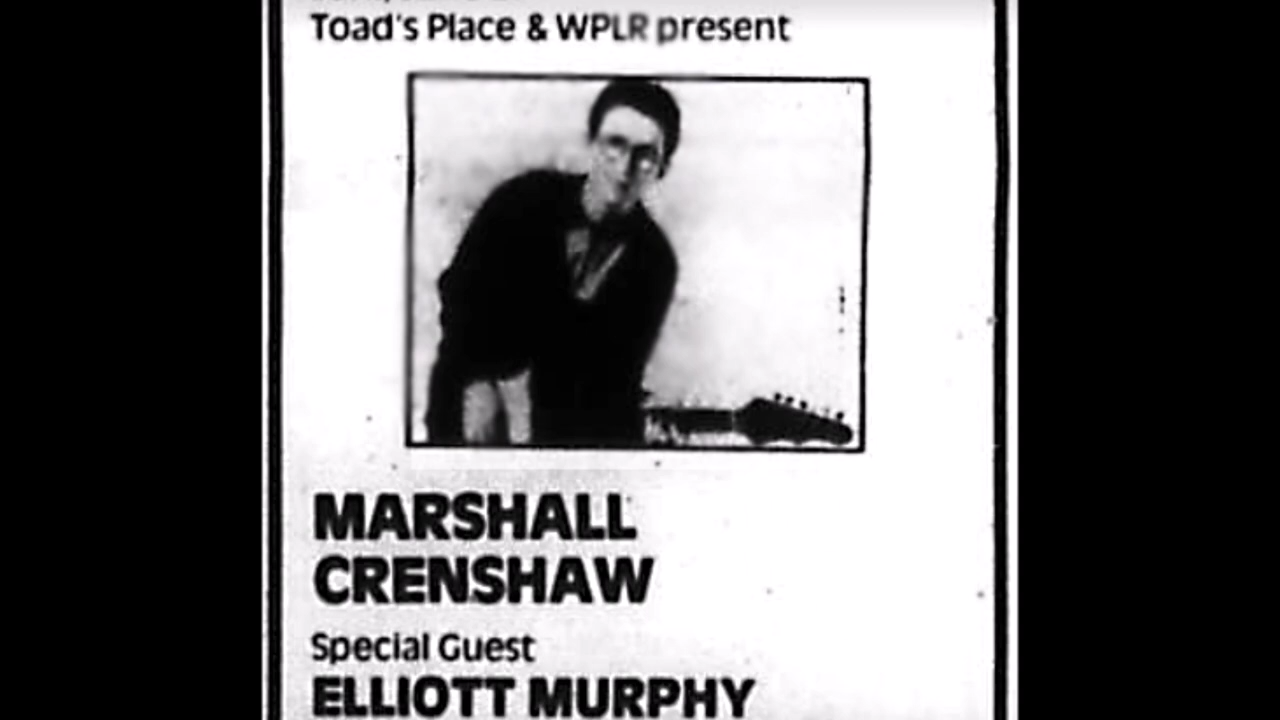 Toad's Place & WPLR present
MARSHALL
CRENSHAW
Special Guest
ELLIOTT MURPHY